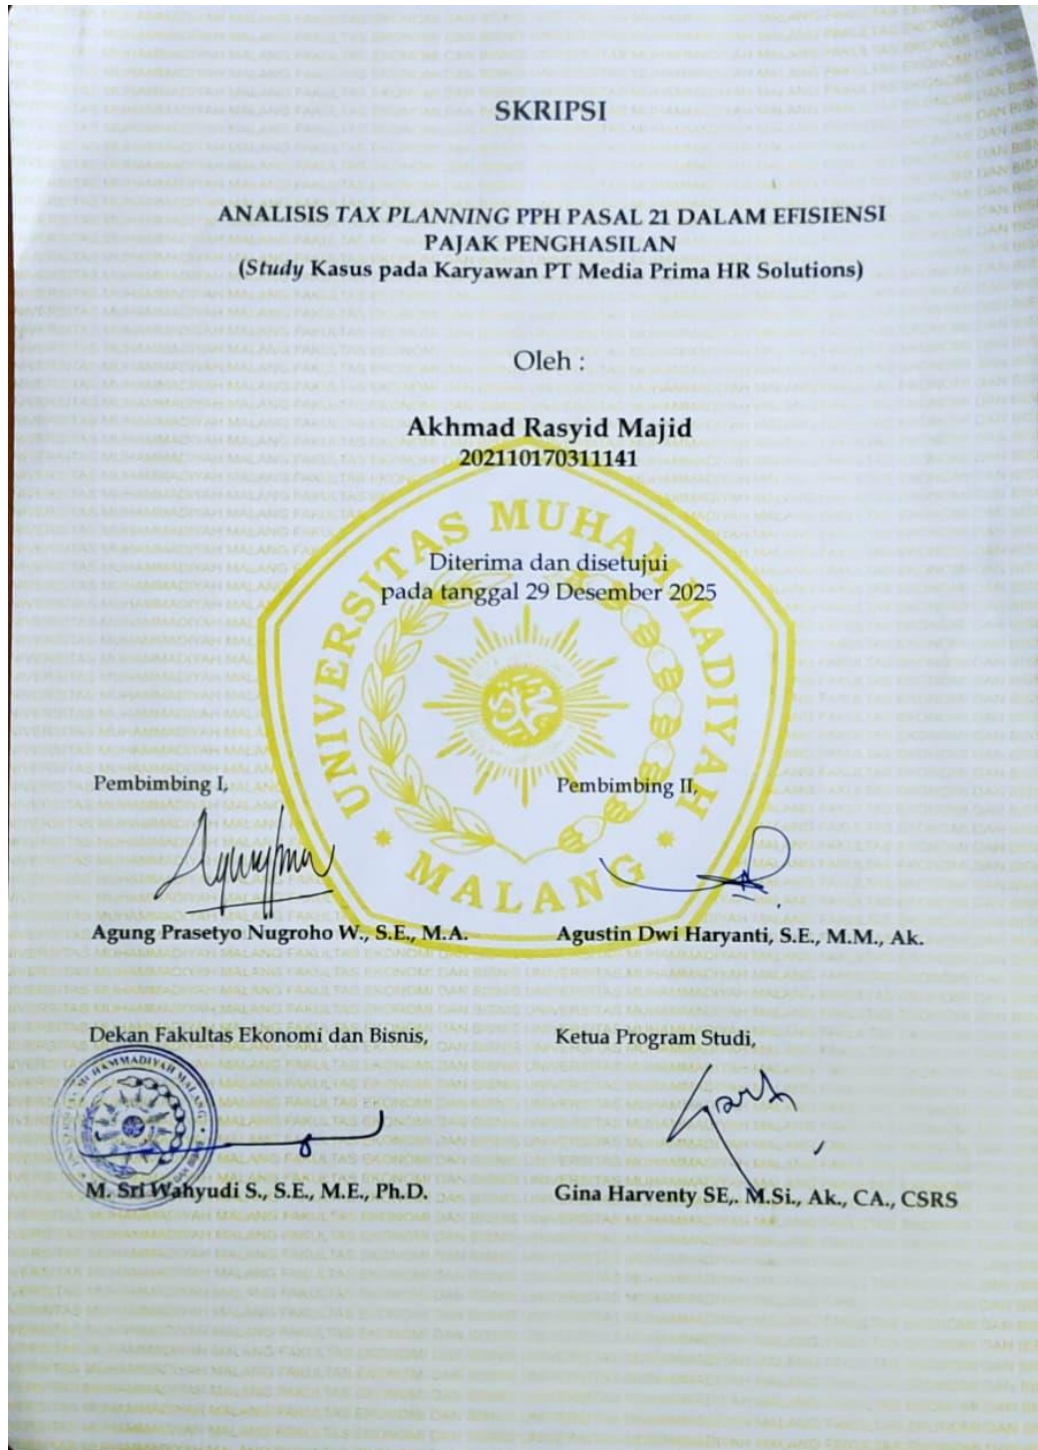 SKRIPSI
ANALISIS TAX PLANNING PPH PASAL 21 DALAM EFISIENSI
PAJAK PENGHASILAN
(Study Kasus pada Karyawan PT Media Prima HR Solutions)
Oleh :
Akhmad Rasyid Majid
202110170311141
UNIVERSITAS MUHAMMADIYAH
MALANG
Diterima dan disetujui
pada tanggal 29 Desember 2025
Pembimbing I,
Pembimbing II,
Agung Prasetyo Nugroho W., S.E., M.A.
Agustin Dwi Haryanti, S.E., M.M., Ak.
Dekan Fakultas Ekonomi dan Bisnis,
Ketua Program Studi,
M. Sri Wahyudi S., S.E., M.E., Ph.D.
Gina Harventy SE,. M.Si., Ak., CA., CSRS